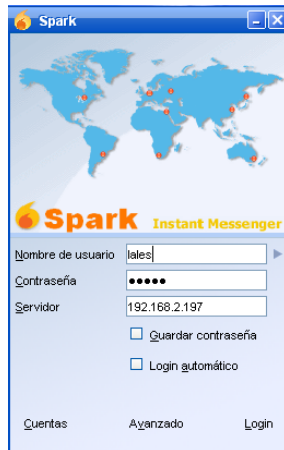 Spark
Spark Instant Messenger
Nombre de usuario lales
Contraseña
Servidor 192.168.2.197
Guardar contraseña
Login automático
Cuentas Avanzado Login